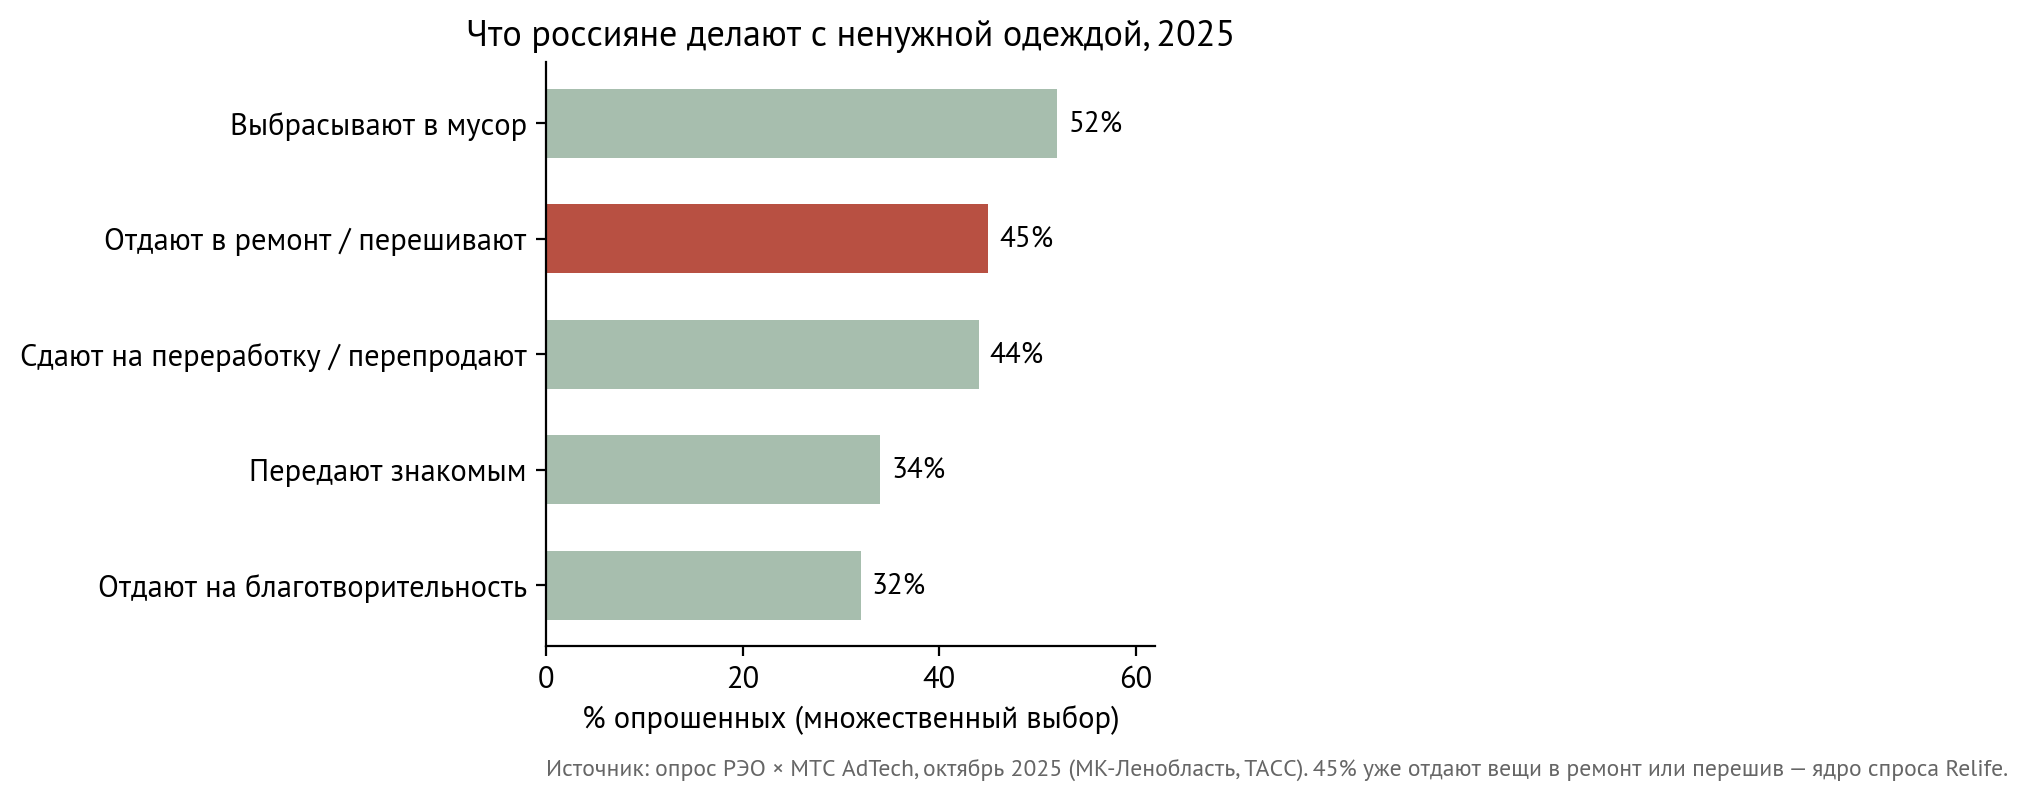 Что россияне делают с ненужной одеждой, 2025
Выбрасывают в мусор
52%
Отдают в ремонт / перешивают
45%
Сдают на переработку / перепродают
44%
Передают знакомым
34%
Отдают на благотворительность
32%
0 20 40 60
% опрошенных (множественный выбор)
Источник: опрос РЭО × МТС AdTech, октябрь 2025 (МК-Ленобласть, ТАСС). 45% уже отдают вещи в ремонт или перешив — ядро спроса Relife.